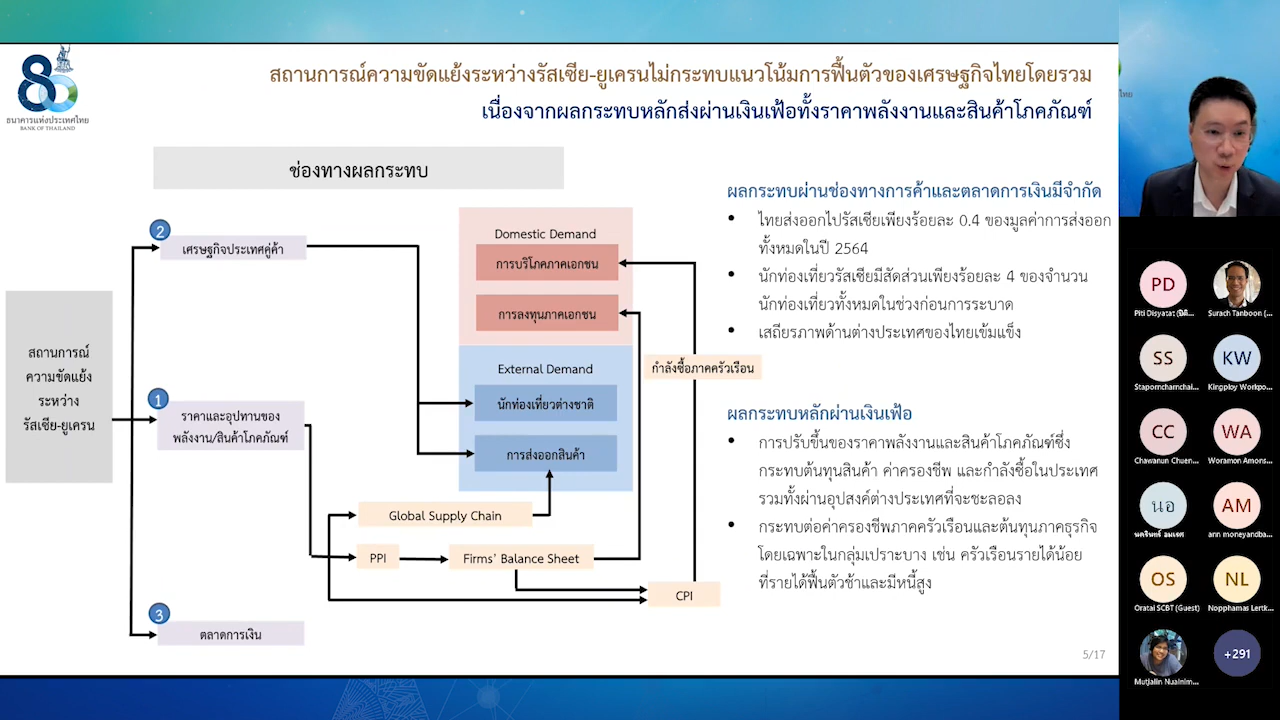 ธนาคารแห่งประเทศไทย
BANK OF THAILAND
สถานการณ์ความขัดแย้งระหว่างรัสเซีย-ยูเครนไม่กระทบแนวโน้มการฟื้นตัวของเศรษฐกิจไทยโดยรวม
เนื่องจากผลกระทบหลักส่งผ่านเงินเฟ้อทั้งราคาพลังงานและสินค้าโภคภัณฑ์
ช่องทางผลกระทบ
สถานการณ์
ความขัดแย้ง
ระหว่าง
รัสเซีย-ยูเครน
2
เศรษฐกิจประเทศคู่ค้า
1
ราคาและอุปทานของ
พลังงาน/สินค้าโภคภัณฑ์
3
ตลาดการเงิน
Domestic Demand
การบริโภคภาคเอกชน
การลงทุนภาคเอกชน
External Demand
นักท่องเที่ยวต่างชาติ
การส่งออกสินค้า
กำลังซื้อภาคครัวเรือน
Global Supply Chain
PPI
Firms' Balance Sheet
CPI
ผลกระทบผ่านช่องทางการค้าและตลาดการเงินมีจำกัด
• ไทยส่งออกไปรัสเซียเพียงร้อยละ 0.4 ของมูลค่าการส่งออก
ทั้งหมดในปี 2564
• นักท่องเที่ยวรัสเซียมีสัดส่วนเพียงร้อยละ 4 ของจำนวน
นักท่องเที่ยวทั้งหมดในช่วงก่อนการระบาด
• เสถียรภาพด้านต่างประเทศของไทยเข้มแข็ง
ผลกระทบหลักผ่านเงินเฟ้อ
• การปรับขึ้นของราคาพลังงานและสินค้าโภคภัณฑ์ซึ่ง
กระทบต้นทุนสินค้า ค่าครองชีพ และกำลังซื้อในประเทศ
รวมทั้งผ่านอุปสงค์ต่างประเทศที่จะชะลอลง
• กระทบต่อค่าครองชีพภาคครัวเรือนและต้นทุนภาคธุรกิจ
โดยเฉพาะในกลุ่มเปราะบาง เช่น ครัวเรือนรายได้น้อย
ที่รายได้ฟื้นตัวช้าและมีหนี้สูง
5/17
PD
Piti Disyatat (ปิติ...
Surach Tanboon (...
SS
Stapornchamchai...
KW
Kingploy Workpo...
CC
Chawanun Chuen...
WA
Woramon Amons...
นอ
นครินทร์ อมเรศ
AM
ann moneyandba...
OS
Oratai SCBT (Guest)
NL
Nopphamas Lertk...
Mutjalin Nuainim...
+291